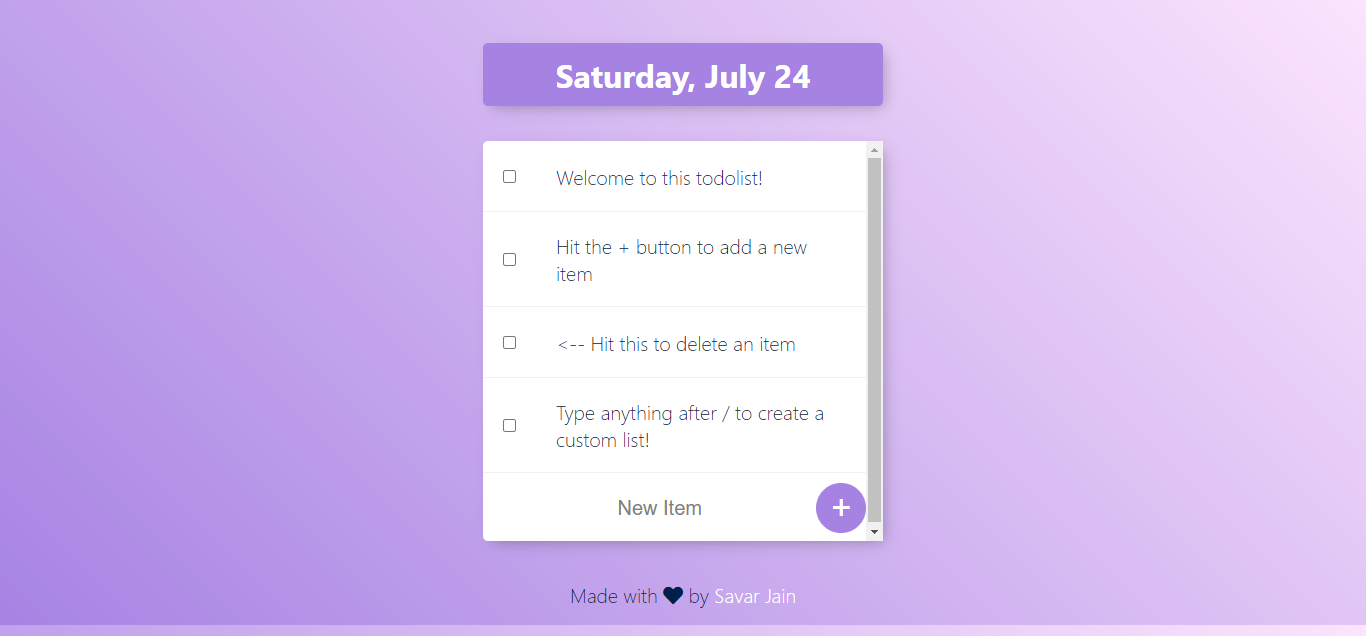 Saturday, July 24
Welcome to this todolist!
Hit the + button to add a new
item
<-- Hit this to delete an item
Type anything after / to create a
custom list!
New Item
+
Made with ♥ by Savar Jain